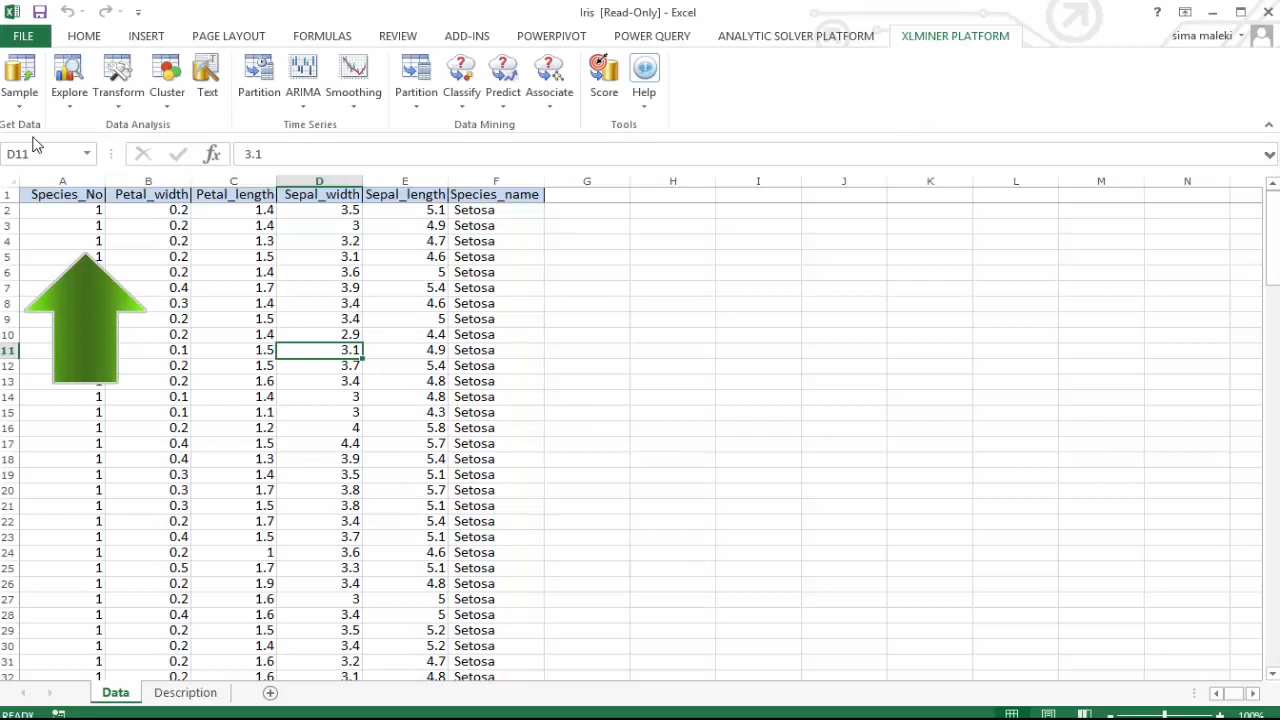 Iris [Read-Only] - Excel
?
FILE HOME INSERT PAGE LAYOUT FORMULAS REVIEW ADD-INS POWERPIVOT POWER QUERY ANALYTIC SOLVER PLATFORM XLMINER PLATFORM sima maleki
Sample Explore Transform Cluster Text Partition ARIMA Smoothing Partition Classify Predict Associate Score Help
Get Data Data Analysis Time Series Data Mining Tools
D11 fx 3.1
A B C D E F G H I J K L M N
1 Species_No Petal_width Petal_length Sepal_width Sepal_length Species_name
2 1 0.2 1.4 3.5 5.1 Setosa
3 1 0.2 1.4 3 4.9 Setosa
4 1 0.2 1.3 3.2 4.7 Setosa
5 1 0.2 1.5 3.1 4.6 Setosa
6 0.2 1.4 3.6 5 Setosa
7 0.4 1.7 3.9 5.4 Setosa
8 0.3 1.4 3.4 4.6 Setosa
9 0.2 1.5 3.4 5 Setosa
10 0.2 1.4 2.9 4.4 Setosa
11 0.1 1.5 3.1 4.9 Setosa
12 0.2 1.5 3.7 5.4 Setosa
13 1 0.2 1.6 3.4 4.8 Setosa
14 1 0.1 1.4 3 4.8 Setosa
15 1 0.1 1.1 3 4.3 Setosa
16 1 0.2 1.2 4 5.8 Setosa
17 1 0.4 1.5 4.4 5.7 Setosa
18 1 0.4 1.3 3.9 5.4 Setosa
19 1 0.3 1.4 3.5 5.1 Setosa
20 1 0.3 1.7 3.8 5.7 Setosa
21 1 0.3 1.5 3.8 5.1 Setosa
22 1 0.2 1.7 3.4 5.4 Setosa
23 1 0.4 1.5 3.7 5.1 Setosa
24 1 0.2 1 3.6 4.6 Setosa
25 1 0.5 1.7 3.3 5.1 Setosa
26 1 0.2 1.9 3.4 4.8 Setosa
27 1 0.2 1.6 3 5 Setosa
28 1 0.4 1.6 3.4 5 Setosa
29 1 0.2 1.5 3.5 5.2 Setosa
30 1 0.2 1.4 3.4 5.2 Setosa
31 1 0.2 1.6 3.2 4.7 Setosa
32 1 0.2 1.6 3.1 4.8 Setosa
Data Description
READY 100%